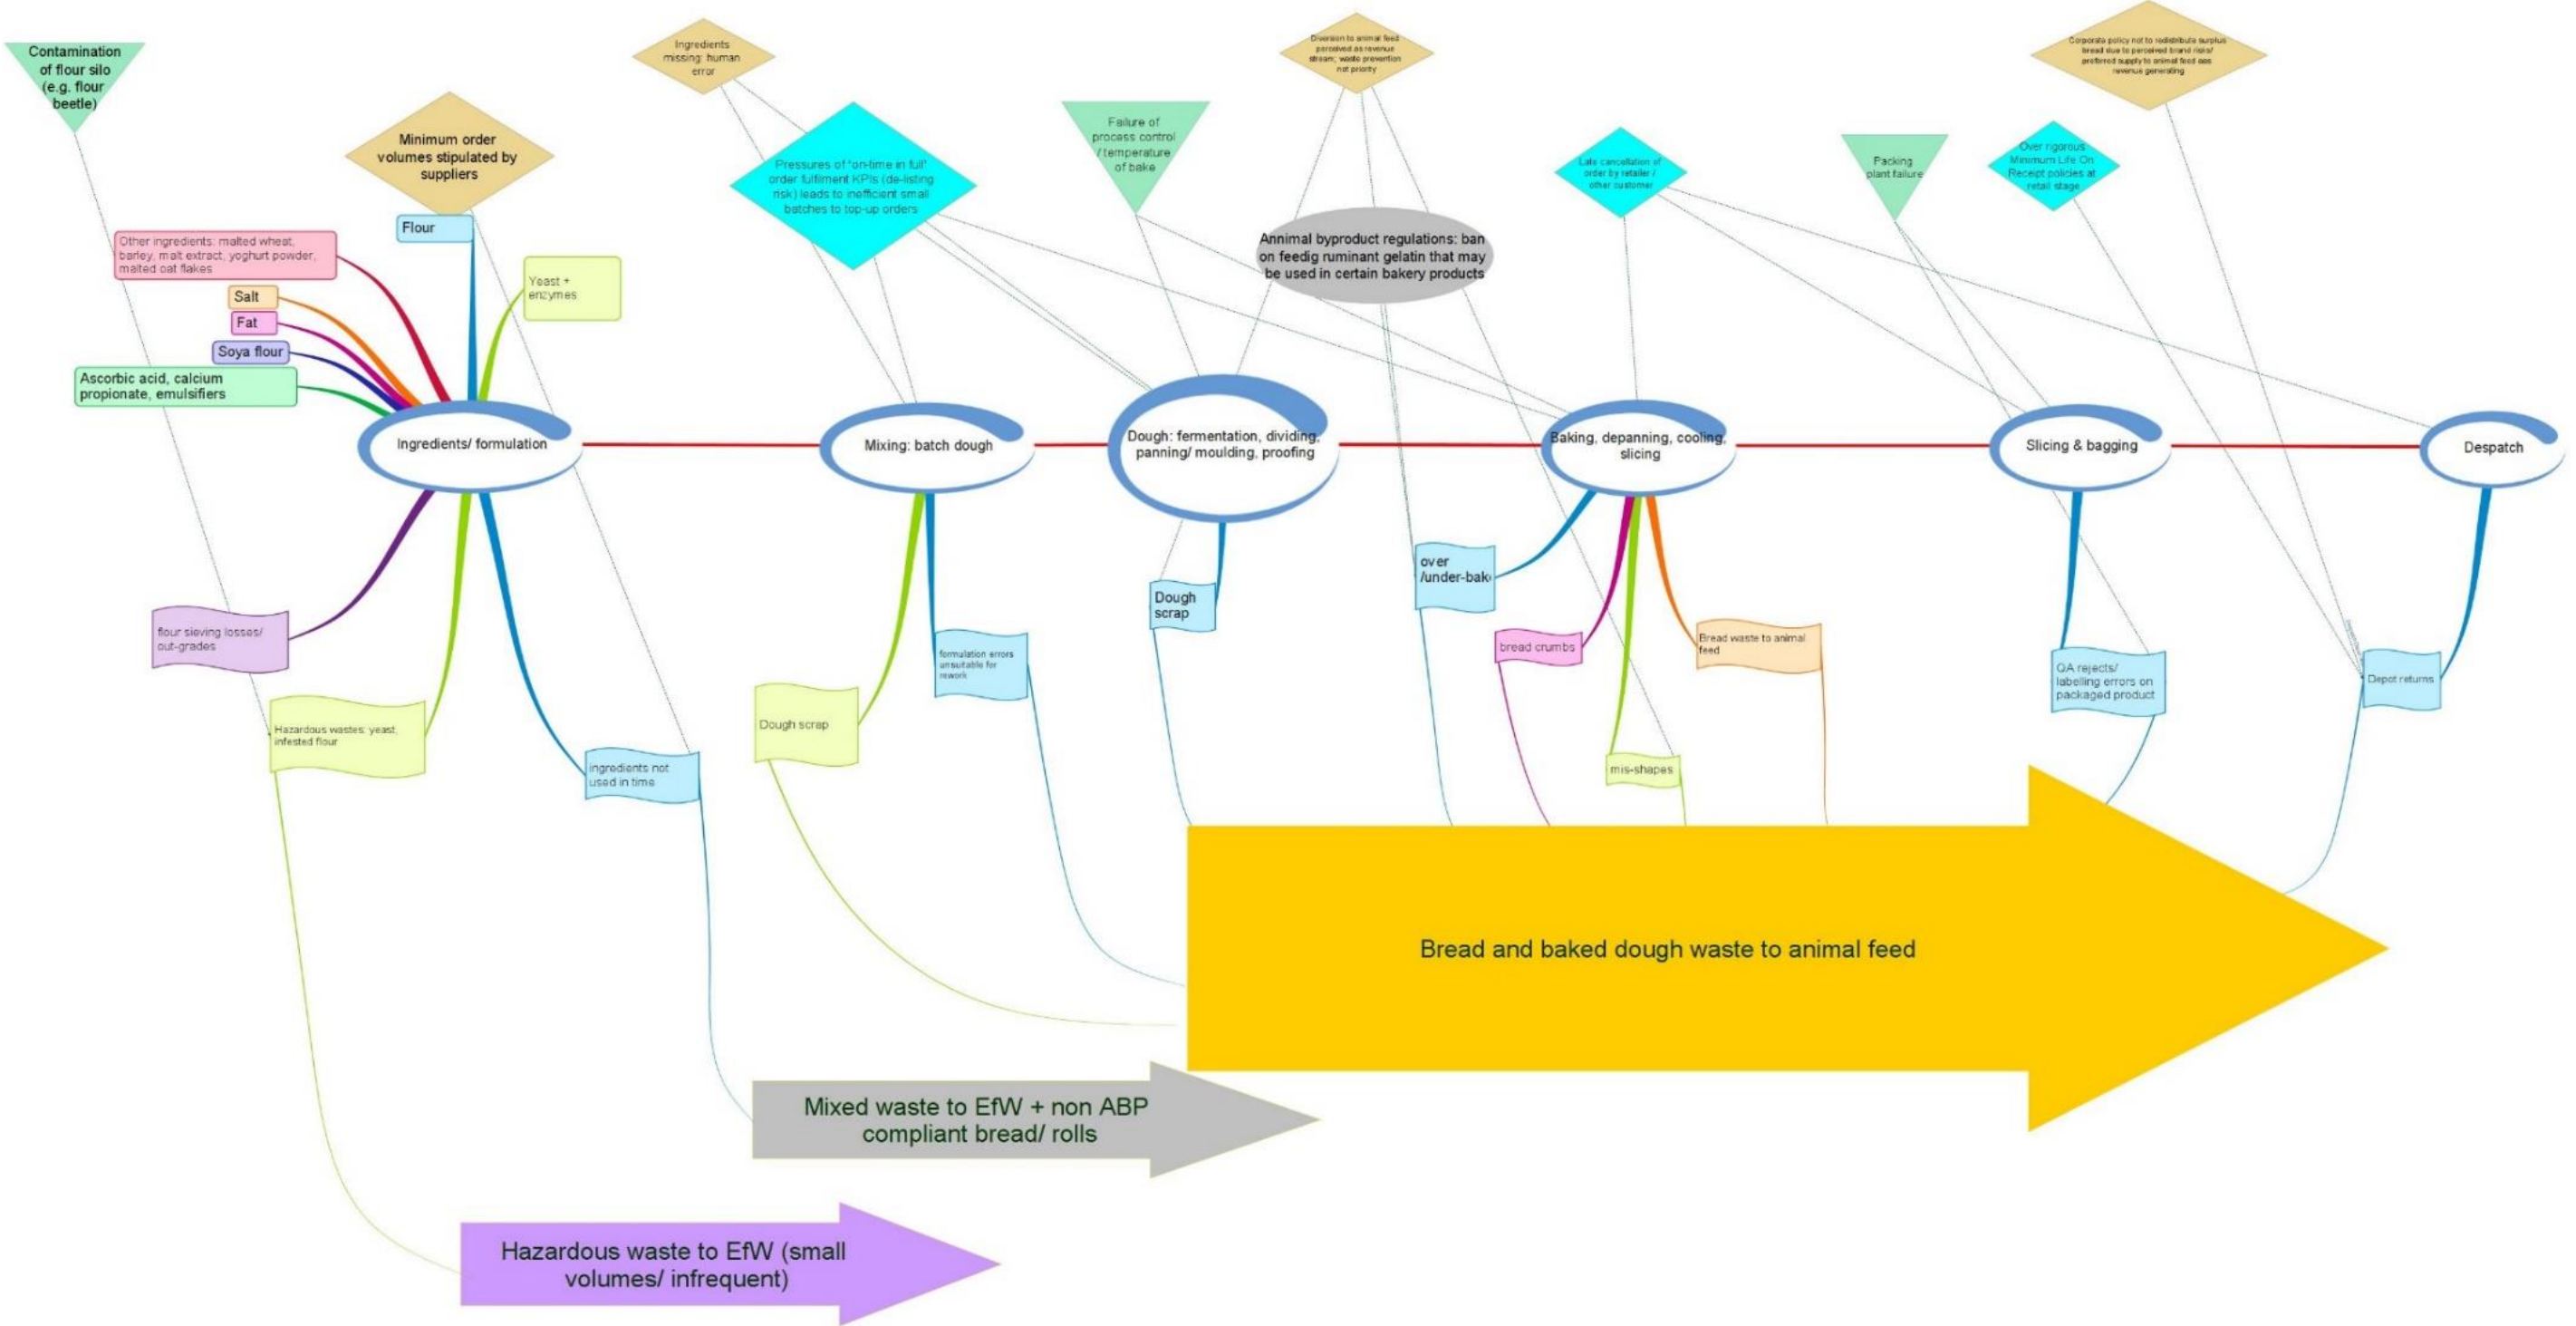 Contamination
of flour silo
(e.g. flour
beetle)
Ingredients
missing: human
error
Diversion to animal feed
perceived as revenue
stream; waste prevention
not priority
Corporate policy not to redistribute surplus
bread due to perceived brand risks/
preferred supply to animal feed
revenue generating
Minimum order
volumes stipulated by
suppliers
Pressures of "on-time in full"
order fulfilment KPIs (de-listing
risk) leads to inefficient small
batches to top-up orders
Failure of
process control
/ temperature
of bake
Late cancellation of
order by retailer /
other customer
Packing
plant failure
Over rigorous
Minimum Life On
Receipt policies at
retail stage
Annimal byproduct regulations: ban
on feedig ruminant gelatin that may
be used in certain bakery products
Flour
Other ingredients: malted wheat,
barley, malt extract, yoghurt powder,
malted oat flakes
Yeast +
enzymes
Salt
Fat
Soya flour
Ascorbic acid, calcium
propionate, emulsifiers
Ingredients/ formulation
Mixing: batch dough
Dough: fermentation, dividing,
panning/ moulding, proofing
Baking, depanning, cooling,
slicing
Slicing & bagging
Despatch
flour sieving losses/
out-grades
Hazardous wastes: yeast,
infested flour
ingredients not
used in time
Dough scrap
formulation errors
unsuitable for
rework
Dough
scrap
over
/under-bak
bread crumbs
mis-shapes
Bread waste to animal
feed
QA rejects/
labelling errors on
packaged product
Depot returns
Bread and baked dough waste to animal feed
Mixed waste to EfW + non ABP
compliant bread/ rolls
Hazardous waste to EfW (small
volumes/ infrequent)